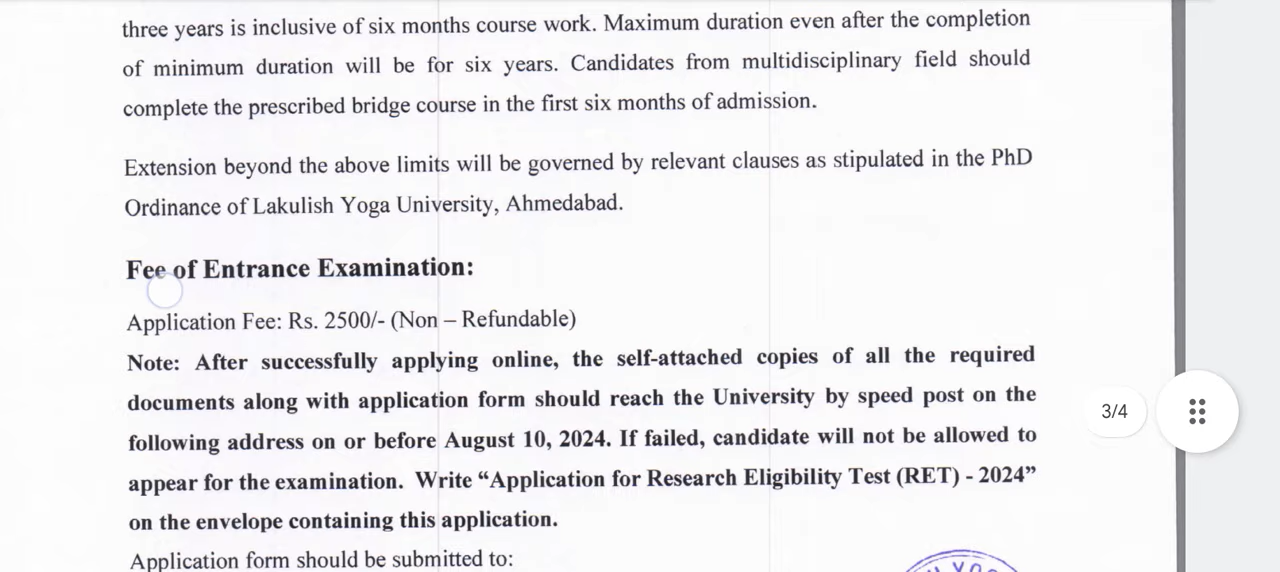 three years is inclusive of six months course work. Maximum duration even after the completion
of minimum duration will be for six years. Candidates from multidisciplinary field should
complete the prescribed bridge course in the first six months of admission.
Extension beyond the above limits will be governed by relevant clauses as stipulated in the PhD
Ordinance of Lakulish Yoga University, Ahmedabad.
Fee of Entrance Examination:
Application Fee: Rs. 2500/- (Non – Refundable)
Note: After successfully applying online, the self-attached copies of all the required
documents along with application form should reach the University by speed post on the
following address on or before August 10, 2024. If failed, candidate will not be allowed to
appear for the examination. Write “Application for Research Eligibility Test (RET) - 2024”
on the envelope containing this application.
Application form should be submitted to:
3/4